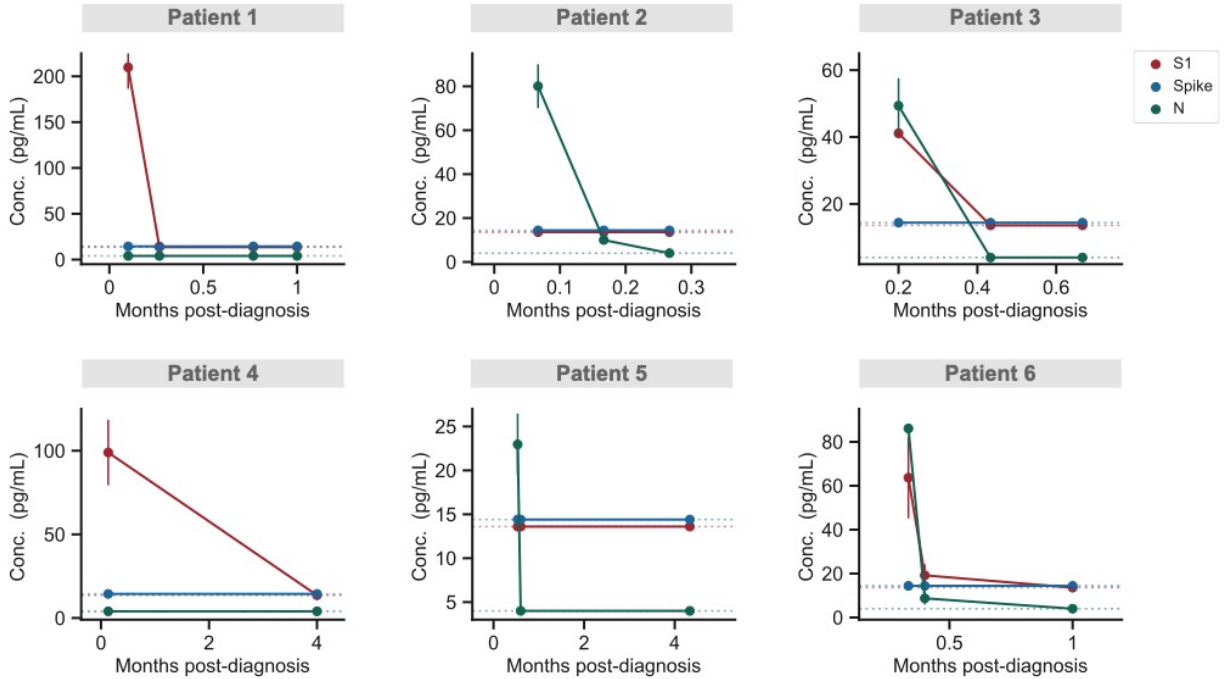 Patient 1
Patient 2
Patient 3
Conc. (pg/mL)
200
150
100
50
0
0
0.5
1
Months post-diagnosis
Conc. (pg/mL)
80
60
40
20
0
0
0.1
0.2
0.3
Months post-diagnosis
Conc. (pg/mL)
60
40
20
0.2
0.4
0.6
Months post-diagnosis
S1
Spike
N
Patient 4
Patient 5
Patient 6
Conc. (pg/mL)
100
50
0
0
2
4
Months post-diagnosis
Conc. (pg/mL)
25
20
15
10
5
0
2
4
Months post-diagnosis
Conc. (pg/mL)
80
60
40
20
0
0.5
1
Months post-diagnosis